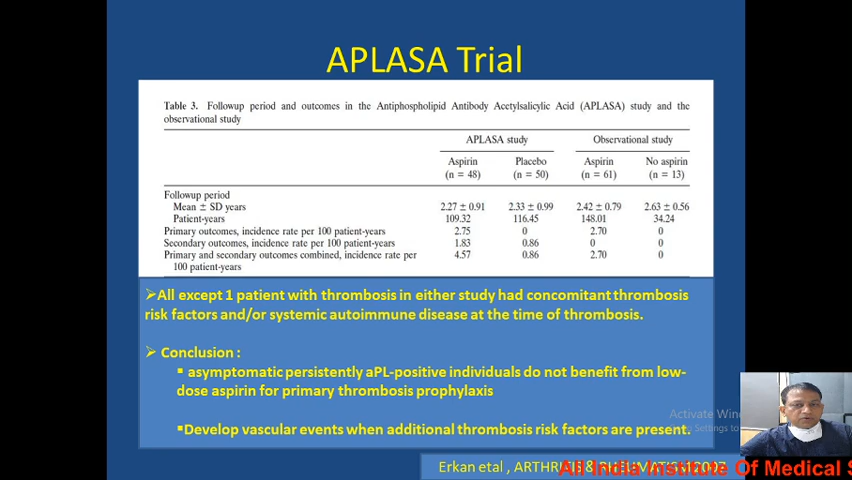 APLASA Trial
Table 3. Followup period and outcomes in the Antiphospholipid Antibody Acetylsalicylic Acid (APLASA) study and the
observational study
APLASA study Observational study
Aspirin Placebo Aspirin No aspirin
(n = 48) (n = 50) (n = 61) (n = 13)
Followup period
Mean ± SD years 2.27 ± 0.91 2.33 ± 0.99 2.42 ± 0.79 2.63 ± 0.56
Patient-years 109.32 116.45 148.01 34.24
Primary outcomes, incidence rate per 100 patient-years 2.75 0 2.70 0
Secondary outcomes, incidence rate per 100 patient-years 1.83 0.86 0 0
Primary and secondary outcomes combined, incidence rate per 4.57 0.86 2.70 0
100 patient-years
➢All except 1 patient with thrombosis in either study had concomitant thrombosis
risk factors and/or systemic autoimmune disease at the time of thrombosis.
➢ Conclusion :
▪ asymptomatic persistently aPL-positive individuals do not benefit from low-
dose aspirin for primary thrombosis prophylaxis
▪Develop vascular events when additional thrombosis risk factors are present.
Activate Win
Settings to
Erkan etal , ARTHRITIS &
All India Institute Of Medical S